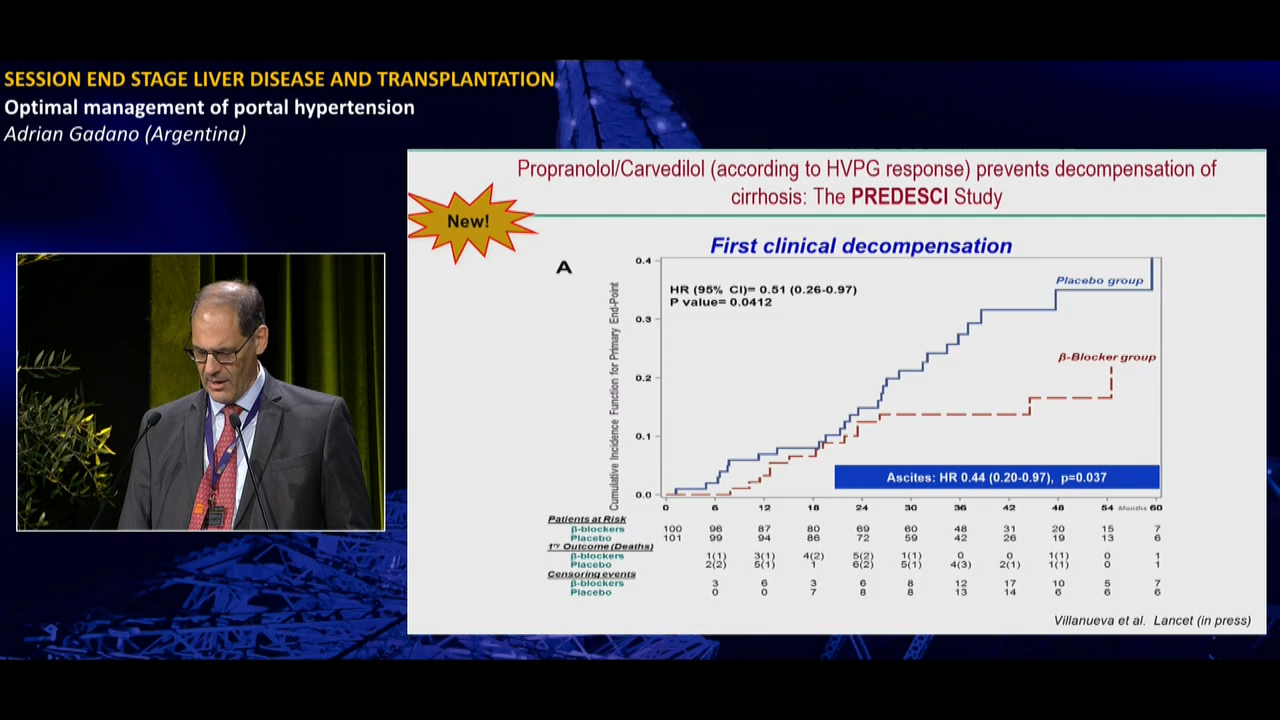 SESSION END STAGE LIVER DISEASE AND TRANSPLANTATION
Optimal management of portal hypertension
Adrian Gadano (Argentina)
Propranolol/Carvedilol (according to HVPG response) prevents decompensation of
cirrhosis: The PREDESCI Study
New!
First clinical decompensation
A
Cumulative Incidence Function for Primary End-Point
0.4
0.3
0.2
0.1
0.0
HR (95% CI)= 0.51 (0.26-0.97)
P value= 0.0412
Placebo group
β-Blocker group
Ascites: HR 0.44 (0.20-0.97), p=0.037
0 6 12 18 24 30 36 42 48 54 Months 60
Patients at Risk
β-blockers 100 96 87 80 69 60 48 31 20 15 7
Placebo 101 99 94 86 72 59 42 26 19 13 6
1ry Outcome (Deaths)
β-blockers 1(1) 3(1) 4(2) 5(2) 1(1) 0 0 1(1) 0 1
Placebo 2(2) 5(1) 1 6(2) 5(1) 4(3) 2(1) 1(1) 0 1
Censoring events
β-blockers 3 6 3 6 8 12 17 10 5 7
Placebo 0 0 7 8 8 13 14 6 6 6
Villanueva et al. Lancet (in press)